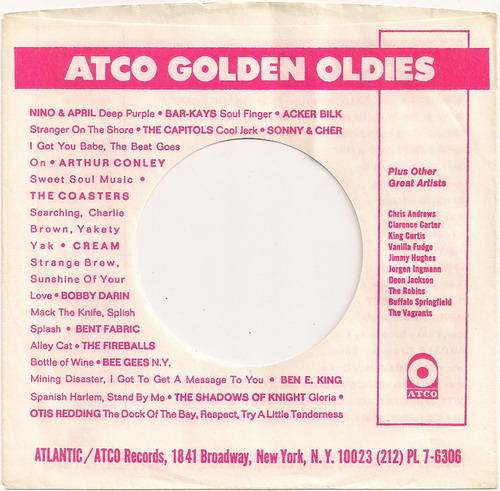 ATCO GOLDEN OLDIES
NINO & APRIL Deep Purple • BAR-KAYS Soul Finger • ACKER BILK
Stranger On The Shore • THE CAPITOLS Cool Jerk • SONNY & CHER
I Got You Babe, The Beat Goes
On • ARTHUR CONLEY
Sweet Soul Music •
THE COASTERS
Searching, Charlie
Brown, Yakety
Yak • CREAM
Strange Brew,
Sunshine Of Your
Love • BOBBY DARIN
Mack The Knife, Splish
Splash • BENT FABRIC
Alley Cat • THE FIREBALLS
Bottle of Wine • BEE GEES N.Y.
Mining Disaster, I Got To Get A Message To You • BEN E. KING
Spanish Harlem, Stand By Me • THE SHADOWS OF KNIGHT Gloria •
OTIS REDDING The Dock Of The Bay, Respect, Try A Little Tenderness
Plus Other
Great Artists
Chris Andrews
Clarence Carter
King Curtis
Vanilla Fudge
Jimmy Hughes
Jorgen Ingmann
Deon Jackson
The Robins
Buffalo Springfield
The Vagrants
ATCO
ATLANTIC/ATCO Records, 1841 Broadway, New York, N.Y. 10023 (212) PL 7-6306